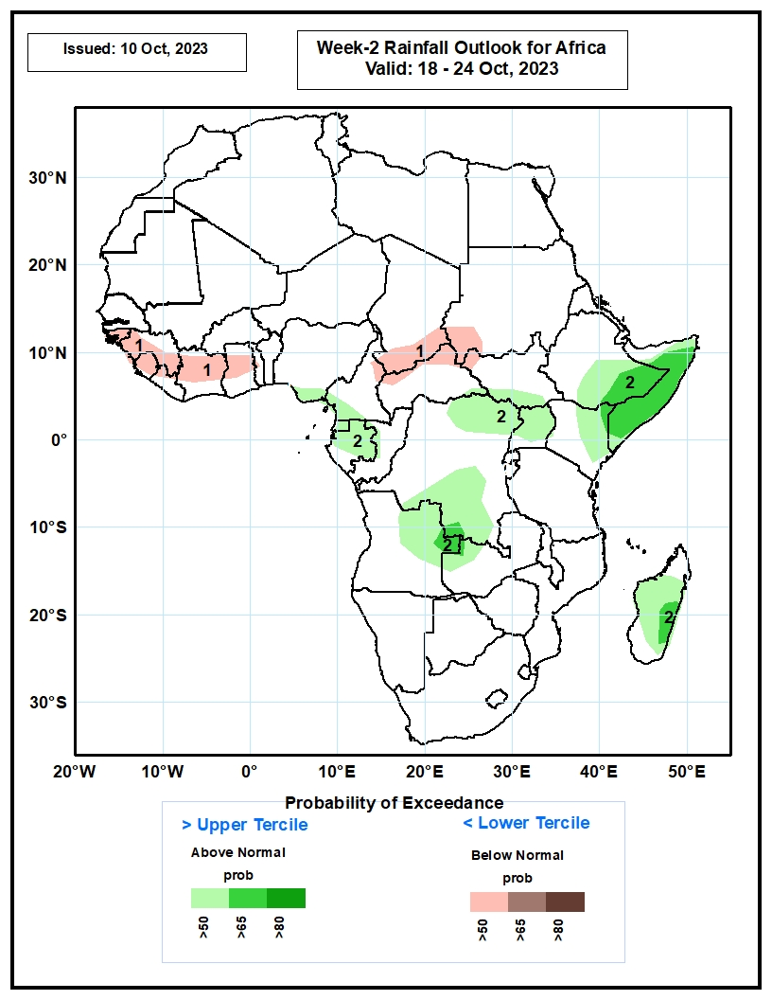 Issued: 10 Oct, 2023
Week-2 Rainfall Outlook for Africa
Valid: 18 - 24 Oct, 2023
30°N
20°N
10°N
0°
10°S
20°S
30°S
1
1
1
2
2
2
2
2
20°W 10°W 0° 10°E 20°E 30°E 40°E 50°E
Probability of Exceedance
> Upper Tercile
Above Normal
prob
>50 >65 >80
< Lower Tercile
Below Normal
prob
>50 >65 >80